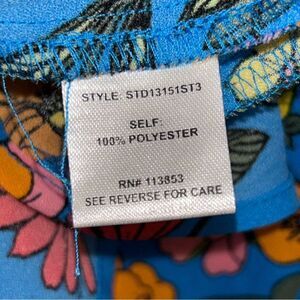 STYLE: STD13151ST3
SELF:
100% POLYESTER
RN# 113853
SEE REVERSE FOR CARE